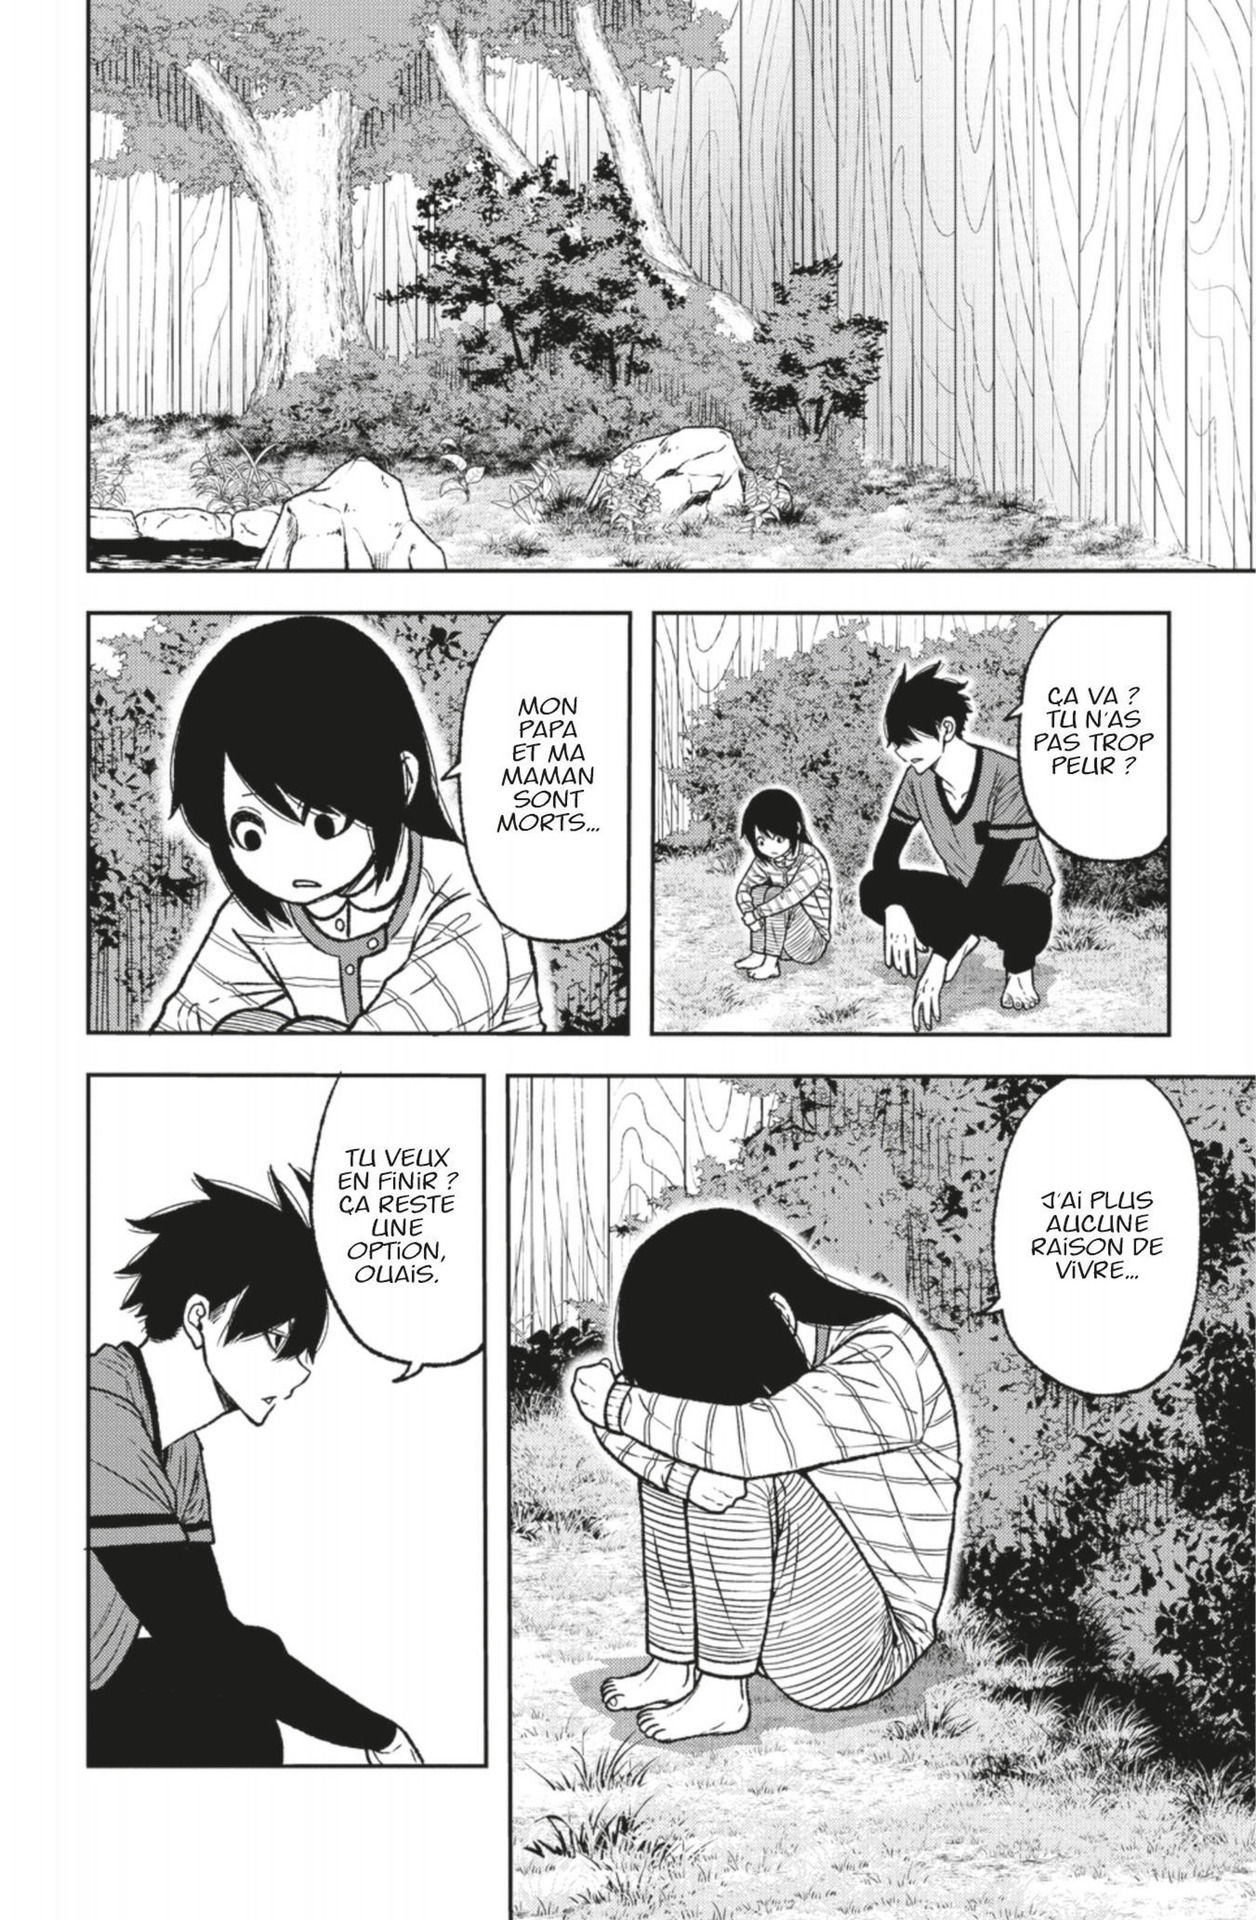 ÇA VA ?
TU N'AS
PAS TROP
PEUR ?
MON
PAPA
ET MA
MAMAN
SONT
MORTS...
J'AI PLUS
AUCUNE
RAISON DE
VIVRE...
TU VEUX
EN FINIR ?
ÇA RESTE
UNE
OPTION,
OUAIS.